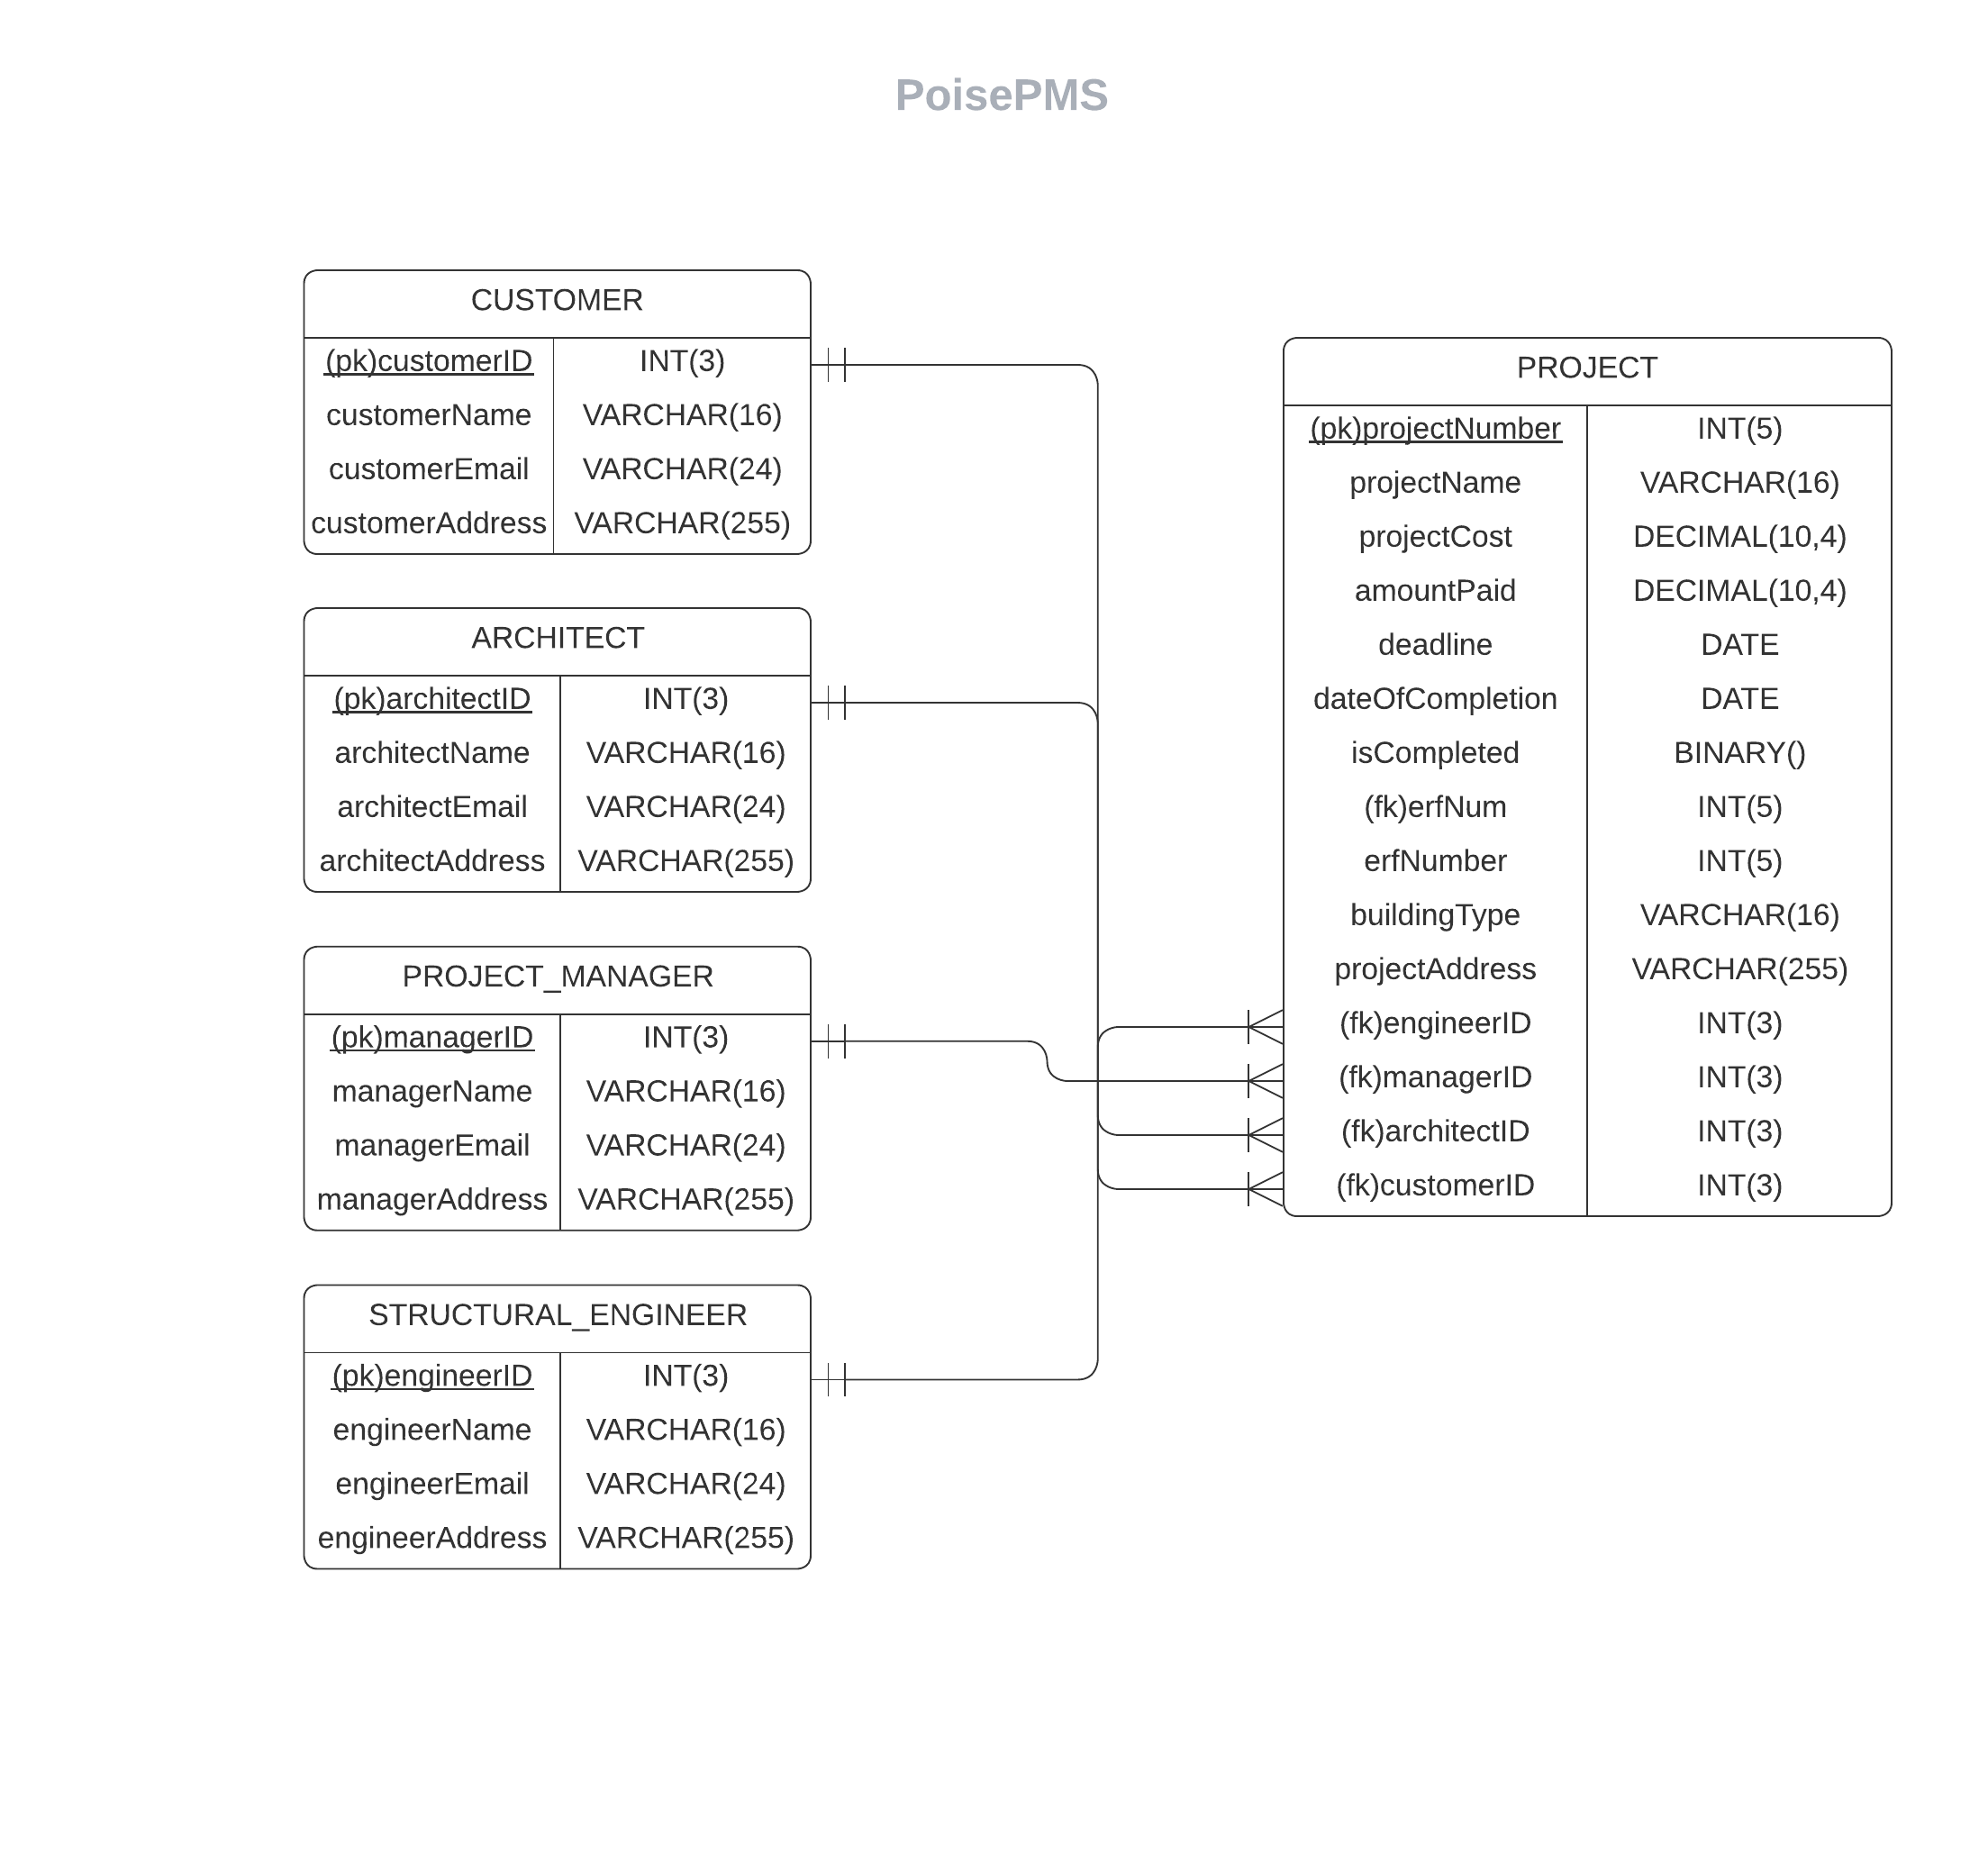 PoisePMS
CUSTOMER
(pk)customerID INT(3)
customerName VARCHAR(16)
customerEmail VARCHAR(24)
customerAddress VARCHAR(255)
ARCHITECT
(pk)architectID INT(3)
architectName VARCHAR(16)
architectEmail VARCHAR(24)
architectAddress VARCHAR(255)
PROJECT_MANAGER
(pk)managerID INT(3)
managerName VARCHAR(16)
managerEmail VARCHAR(24)
managerAddress VARCHAR(255)
STRUCTURAL_ENGINEER
(pk)engineerID INT(3)
engineerName VARCHAR(16)
engineerEmail VARCHAR(24)
engineerAddress VARCHAR(255)
PROJECT
(pk)projectNumber INT(5)
projectName VARCHAR(16)
projectCost DECIMAL(10,4)
amountPaid DECIMAL(10,4)
deadline DATE
dateOfCompletion DATE
isCompleted BINARY()
(fk)erfNum INT(5)
erfNumber INT(5)
buildingType VARCHAR(16)
projectAddress VARCHAR(255)
(fk)engineerID INT(3)
(fk)managerID INT(3)
(fk)architectID INT(3)
(fk)customerID INT(3)